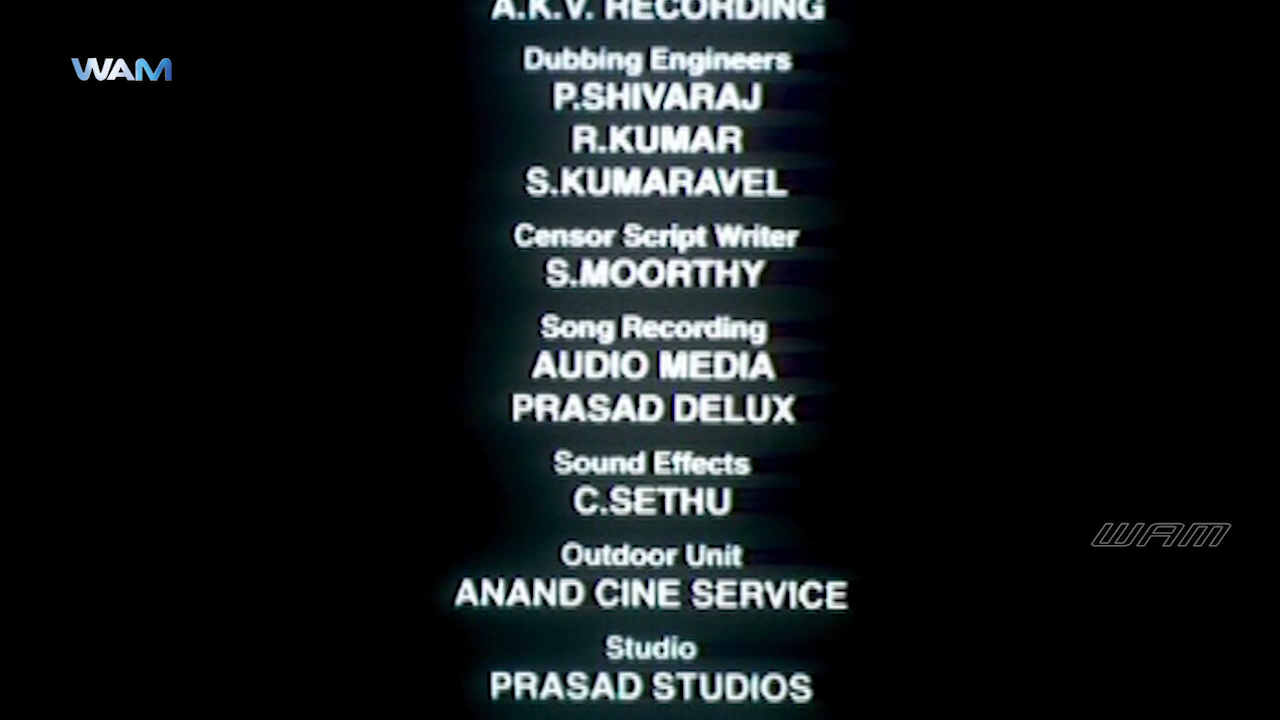 A.K.V. RECORDING
WAM
Dubbing Engineers
P.SHIVARAJ
R.KUMAR
S.KUMARAVEL
Censor Script Writer
S.MOORTHY
Song Recording
AUDIO MEDIA
PRASAD DELUX
Sound Effects
C.SETHU
WAM
Outdoor Unit
ANAND CINE SERVICE
Studio
PRASAD STUDIOS